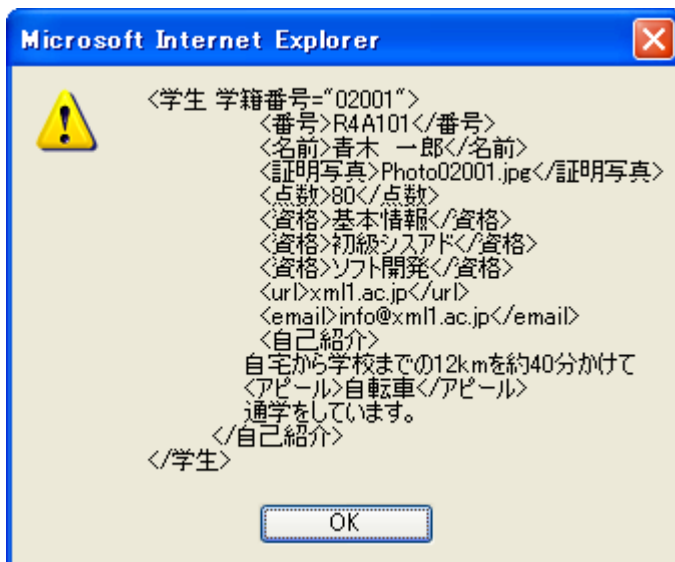 Microsoft Internet Explorer
<学生 学籍番号="02001">
<番号>R4A101</番号>
<名前>青木　一郎</名前>
<証明写真>Photo02001.jpg</証明写真>
<点数>80</点数>
<資格>基本情報</資格>
<資格>初級シスアド</資格>
<資格>ソフト開発</資格>
<url>xml1.ac.jp</url>
<email>info@xml1.ac.jp</email>
<自己紹介>
自宅から学校までの12kmを約40分かけて
<アピール>自転車</アピール>
通学をしています。
</自己紹介>
</学生>
OK